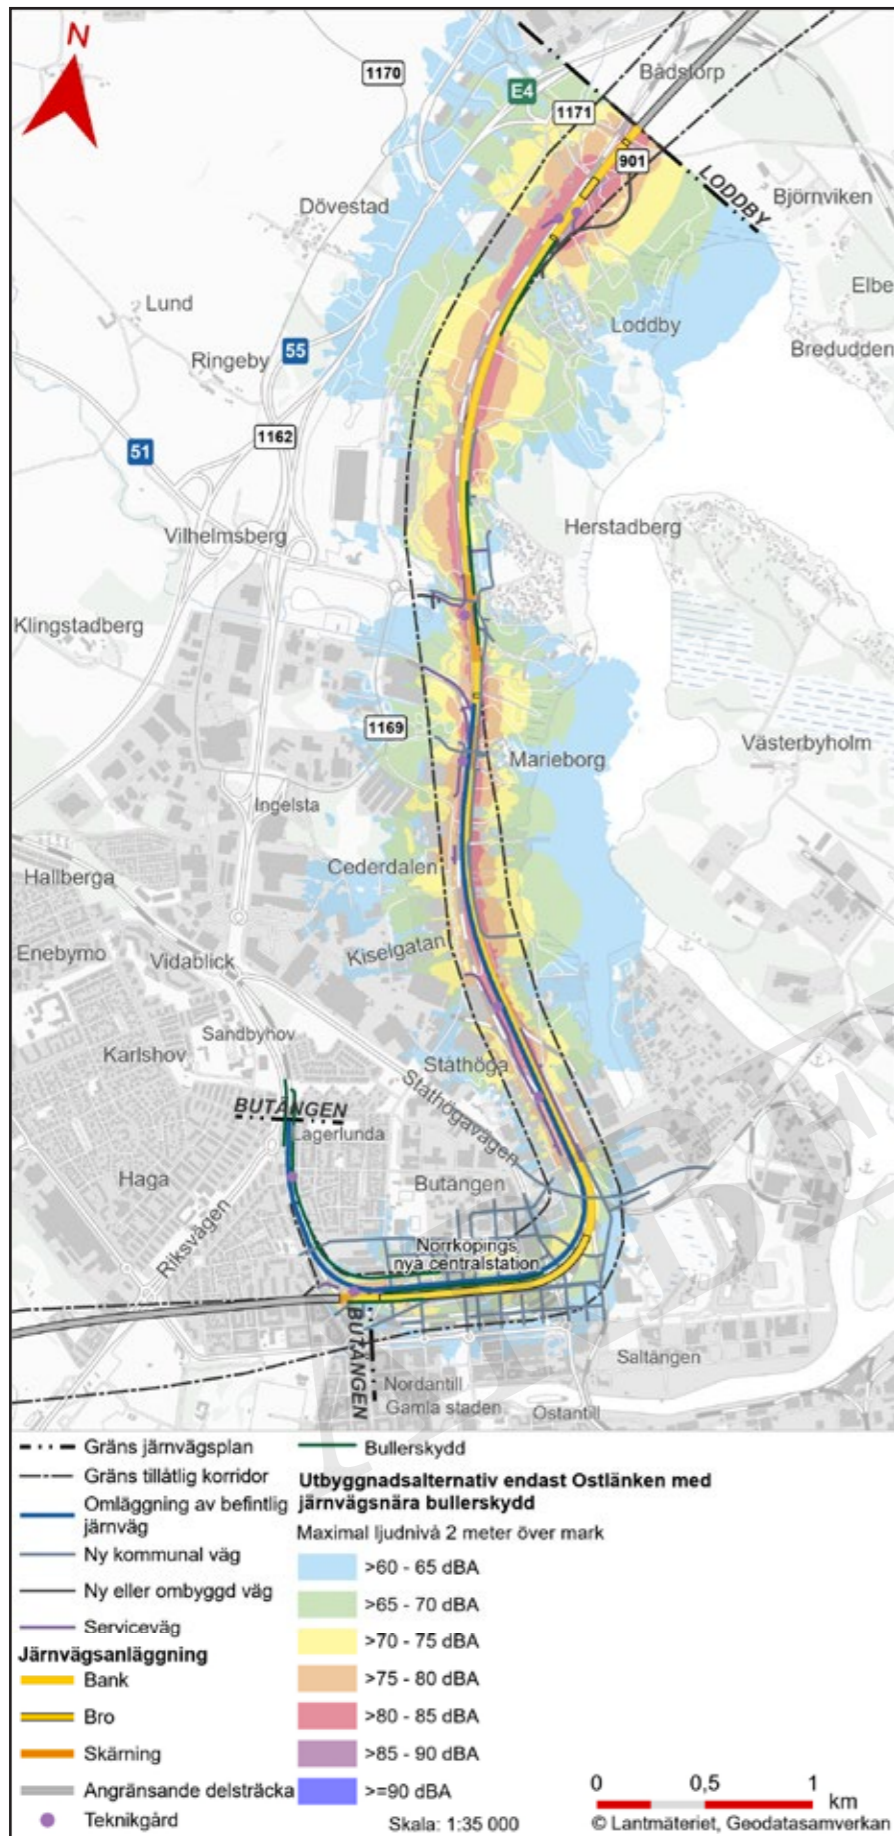 N
1170
Bådstorp
E4
1171
901
LODDBY
Björnviken
Dövestad
Lund
Elbe
Loddby
Ringeby
55
Bredudden
1162
51
Herstadberg
Vilhelmsberg
Klingstadberg
1169
Västerbyholm
Marieborg
Ingelsta
Cederdalen
Hallberga
Kiselgatan
Enebymo
Vidablick
Sandbyhov
Karlshov
Ståthöga
Ståthögavägen
BUTÄNGEN
Lagerlunda
Haga
Butängen
Riksvägen
Norrköpings
nya centralstation
BUTÄNGEN
Saltängen
Nordantill
Gamla staden
Östantill
Gräns järnvägsplan
Gräns tillåtlig korridor
Omläggning av befintlig
järnväg
Ny kommunal väg
Ny eller ombyggd väg
Serviceväg
Järnvägsanläggning
Bank
Bro
Skärning
Angränsande delsträcka
Teknikgård
Bullerskydd
Utbyggnadsalternativ endast Ostlänken med
järnvägsnära bullerskydd
Maximal ljudnivå 2 meter över mark
>60 - 65 dBA
>65 - 70 dBA
>70 - 75 dBA
>75 - 80 dBA
>80 - 85 dBA
>85 - 90 dBA
>=90 dBA
Skala: 1:35 000
0 0,5 1
km
© Lantmäteriet, Geodatasamverkan